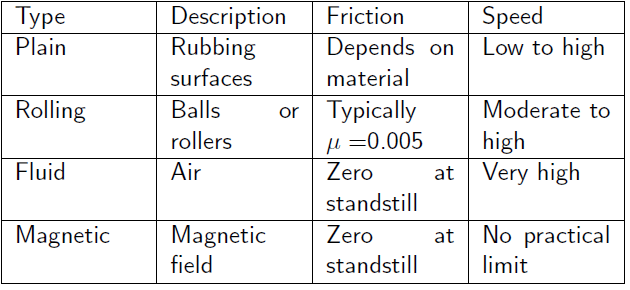 Type Description Friction Speed
Plain Rubbing Depends on Low to high
surfaces material
Rolling Balls or Typically Moderate to
rollers μ =0.005 high
Fluid Air Zero at Very high
standstill
Magnetic Magnetic Zero at No practical
field standstill limit